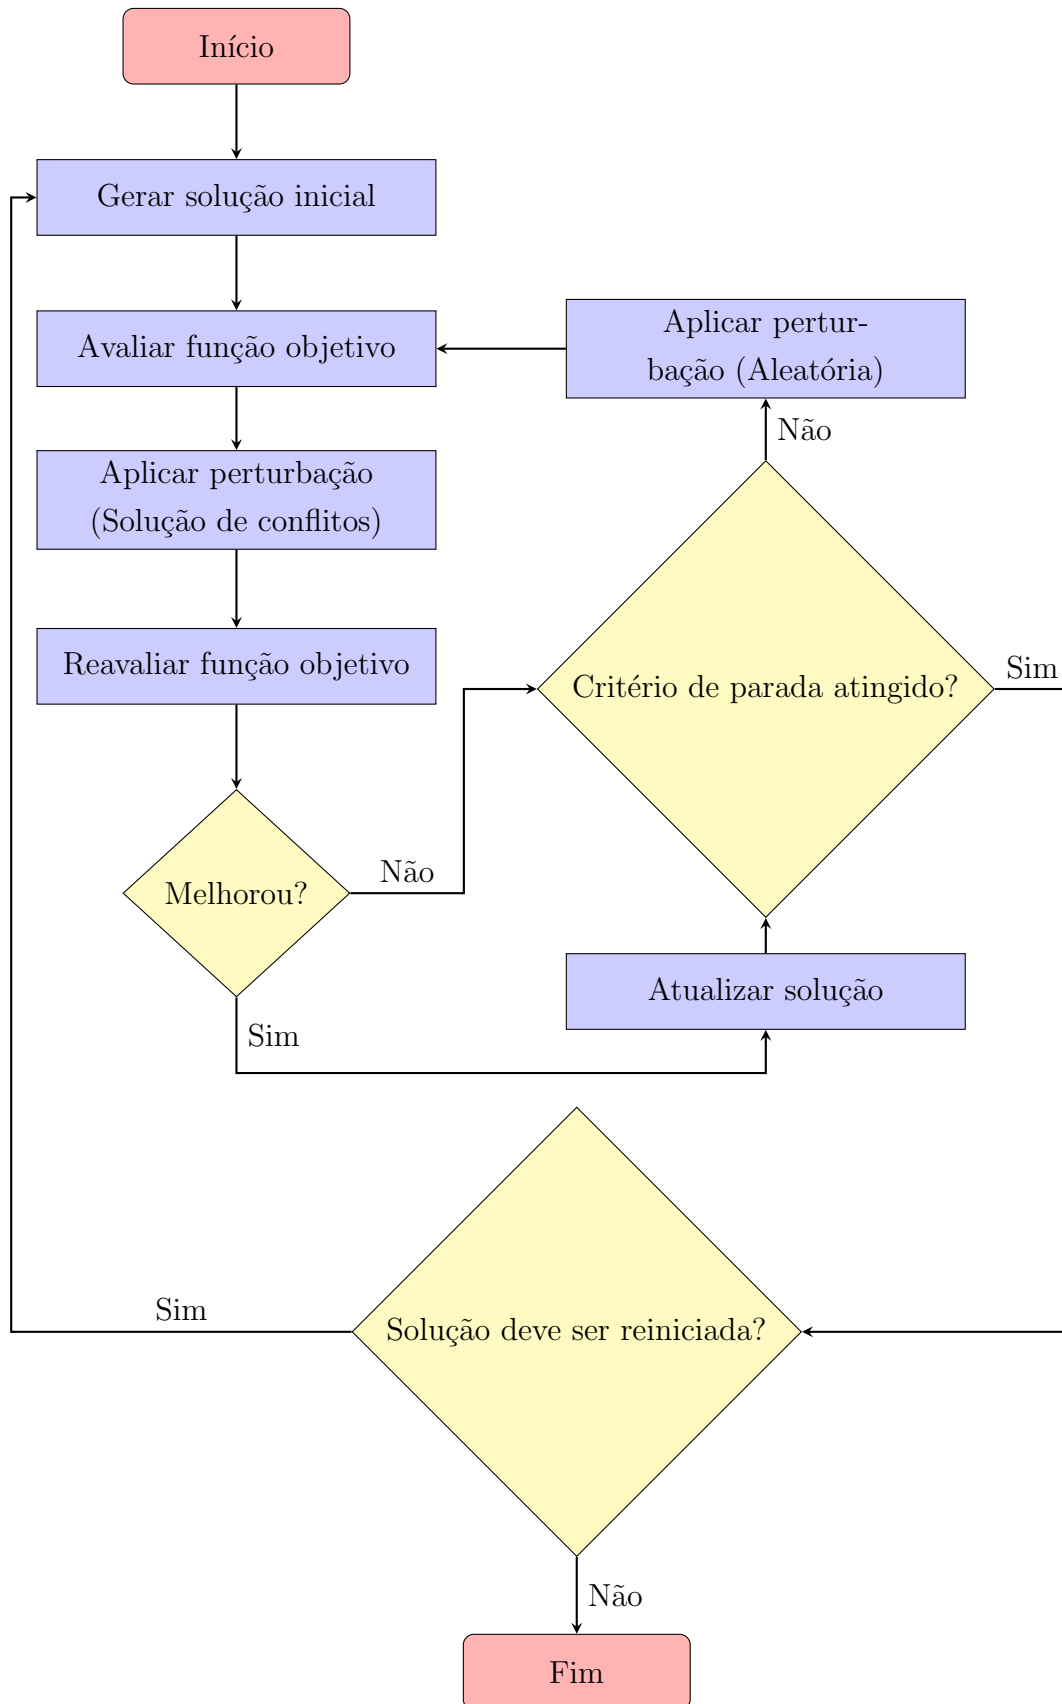 Início
Gerar solução inicial
Avaliar função objetivo
Aplicar pertur-
bação (Aleatória)
Não
Aplicar perturbação
(Solução de conflitos)
Reavaliar função objetivo
Critério de parada atingido?
Sim
Melhorou?
Não
Sim
Atualizar solução
Solução deve ser reiniciada?
Sim
Não
Fim